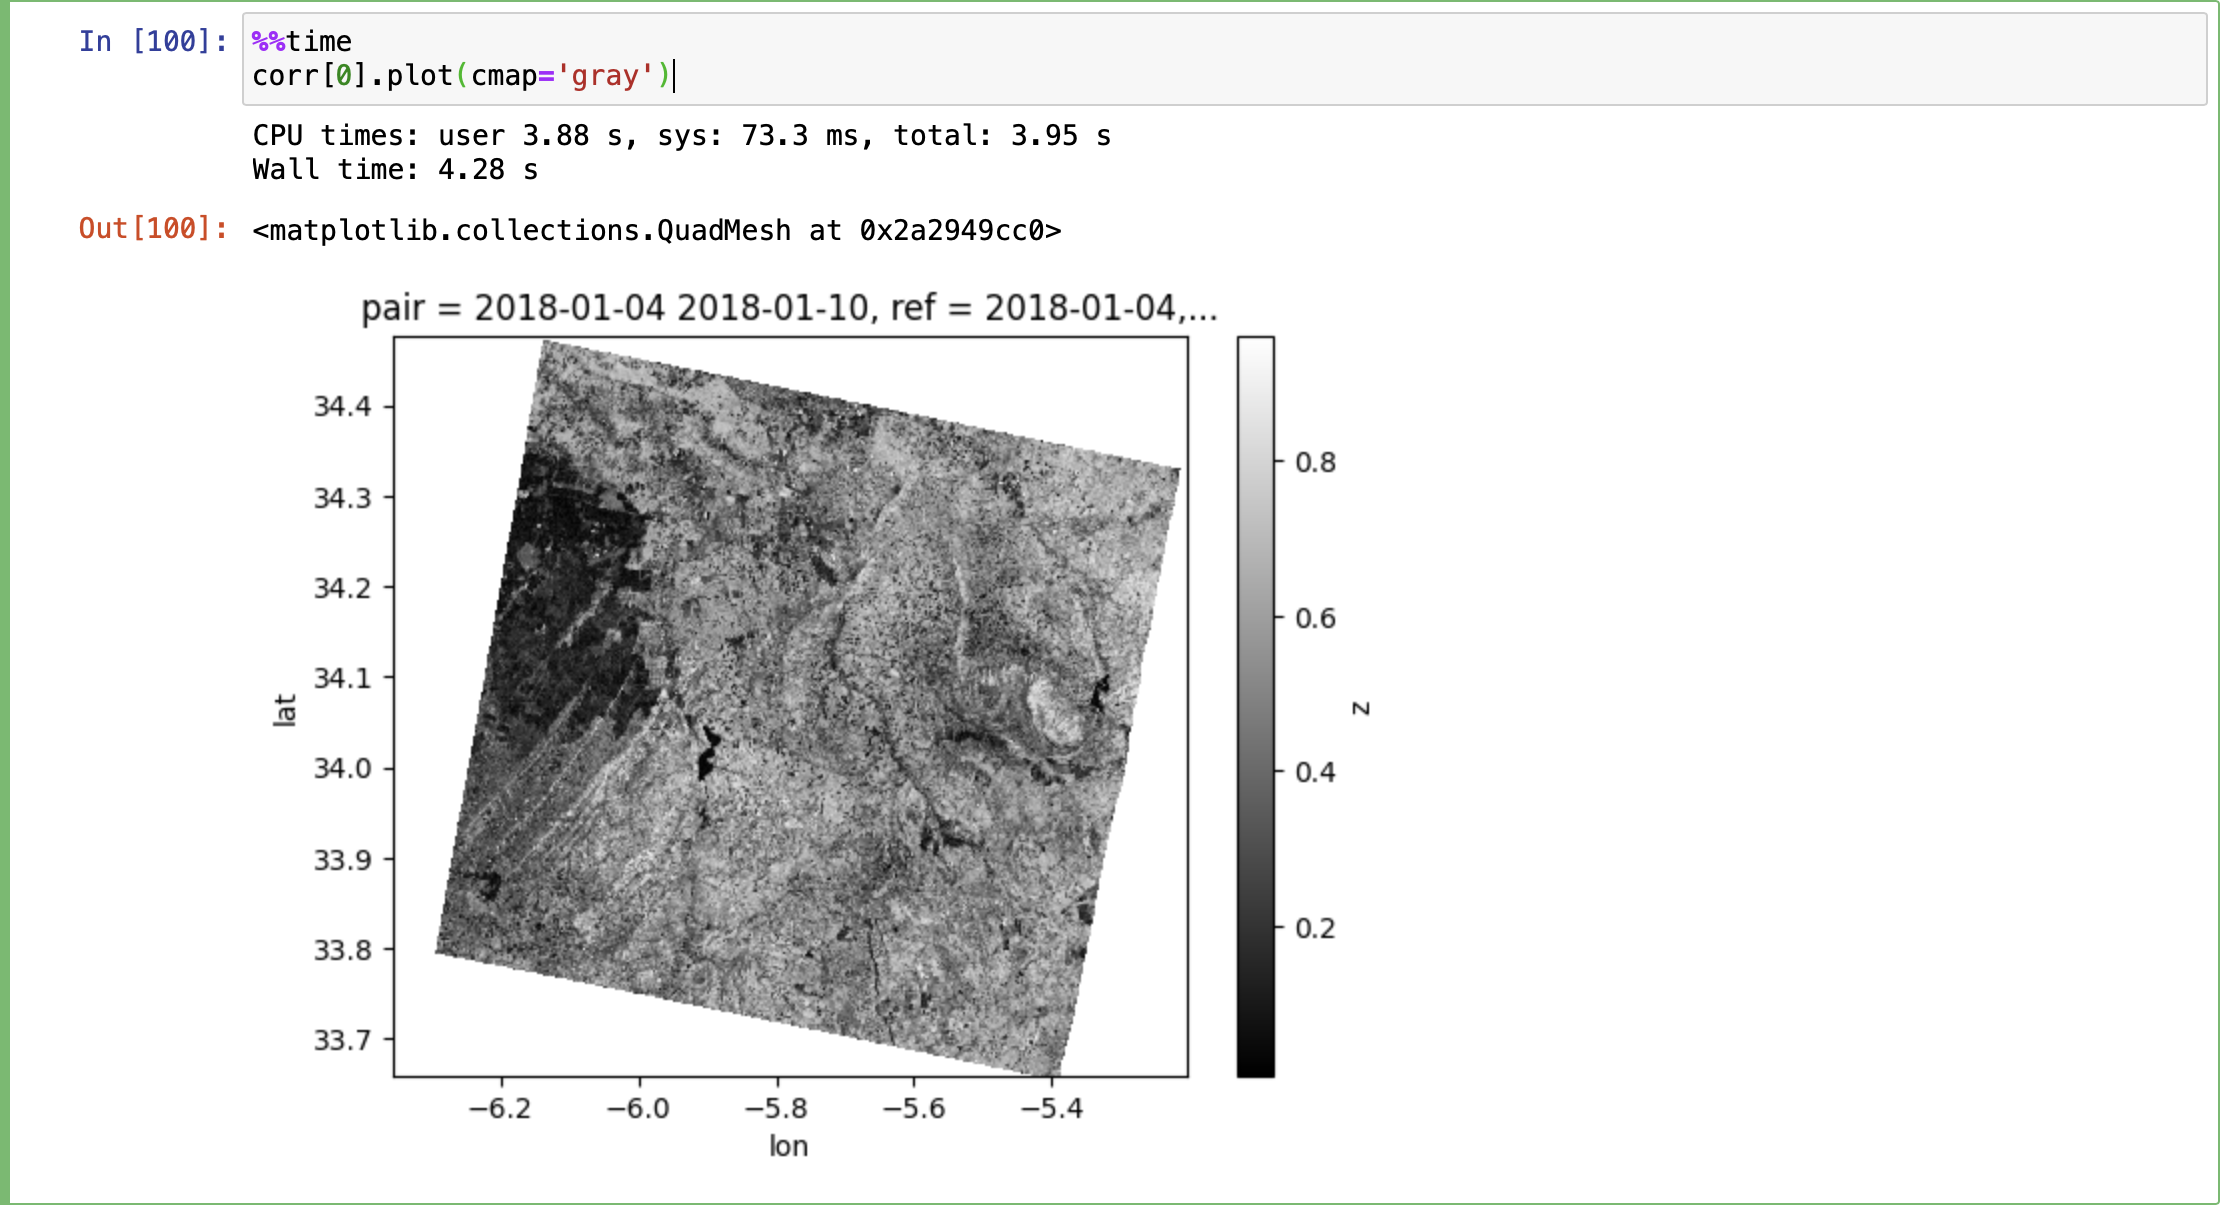 In [100]: %%time
corr[0].plot(cmap='gray')
CPU times: user 3.88 s, sys: 73.3 ms, total: 3.95 s
Wall time: 4.28 s
Out[100]: <matplotlib.collections.QuadMesh at 0x2a2949cc0>
pair = 2018-01-04 2018-01-10, ref = 2018-01-04,...
34.4
34.3
34.2
34.1
34.0
33.9
33.8
33.7
lat
−6.2 −6.0 −5.8 −5.6 −5.4
lon
0.8
0.6
0.4
0.2
z